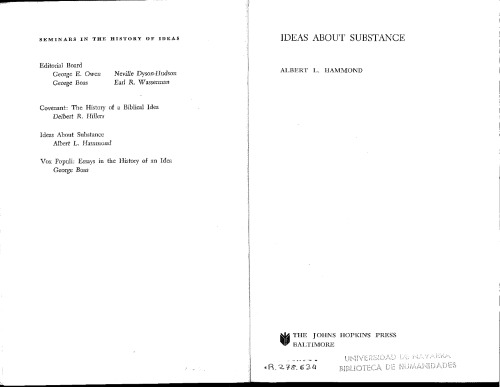 SEMINARS IN THE HISTORY OF IDEAS
Editorial Board
George E. Owen Neville Dyson-Hudson
George Boas Earl R. Wasserman
Covenant: The History of a Biblical Idea
Delbert R. Hillers
Ideas About Substance
Albert L. Hammond
Vox Populi: Essays in the History of an Idea
George Boas
IDEAS ABOUT SUBSTANCE
ALBERT L. HAMMOND
THE JOHNS HOPKINS PRESS
BALTIMORE
R. 278.624
UNIVERSIDAD DE NAVARRA
BIBLIOTECA DE HUMANIDADES